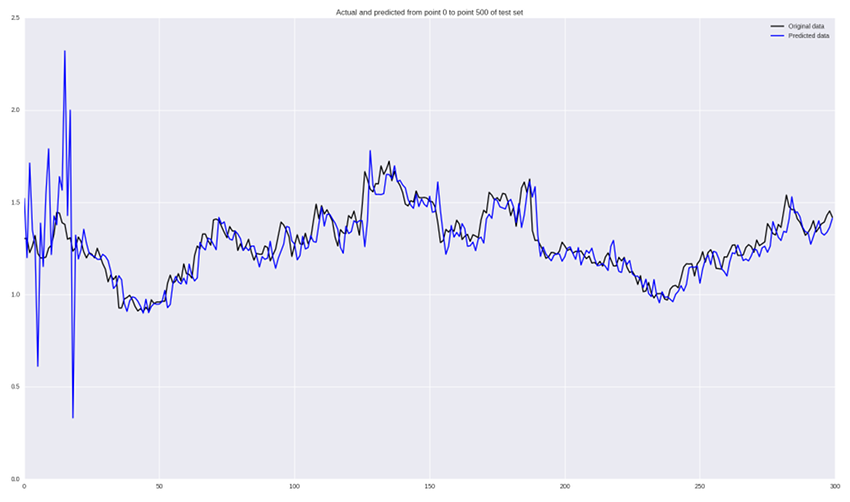 Actual and predicted from point 0 to point 500 of test set
Original data
Predicted data
2.5
2.0
1.5
1.0
0.5
0.0
0 50 100 150 200 250 300